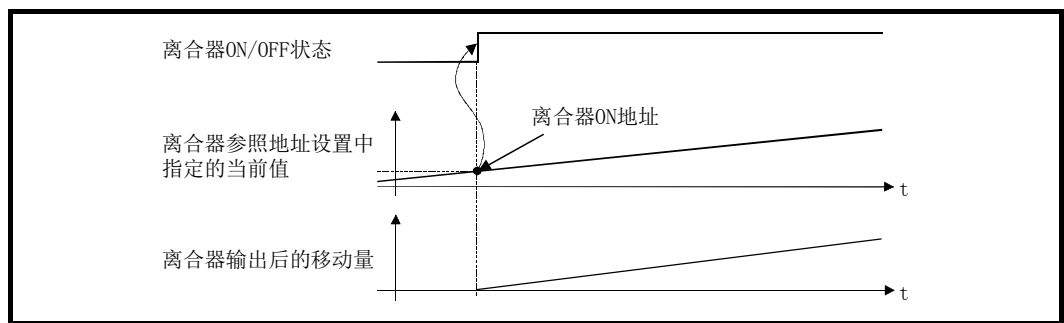 离合器ON/OFF状态
离合器ON地址
离合器参照地址设置中
指定的当前值
t
离合器输出后的移动量
t